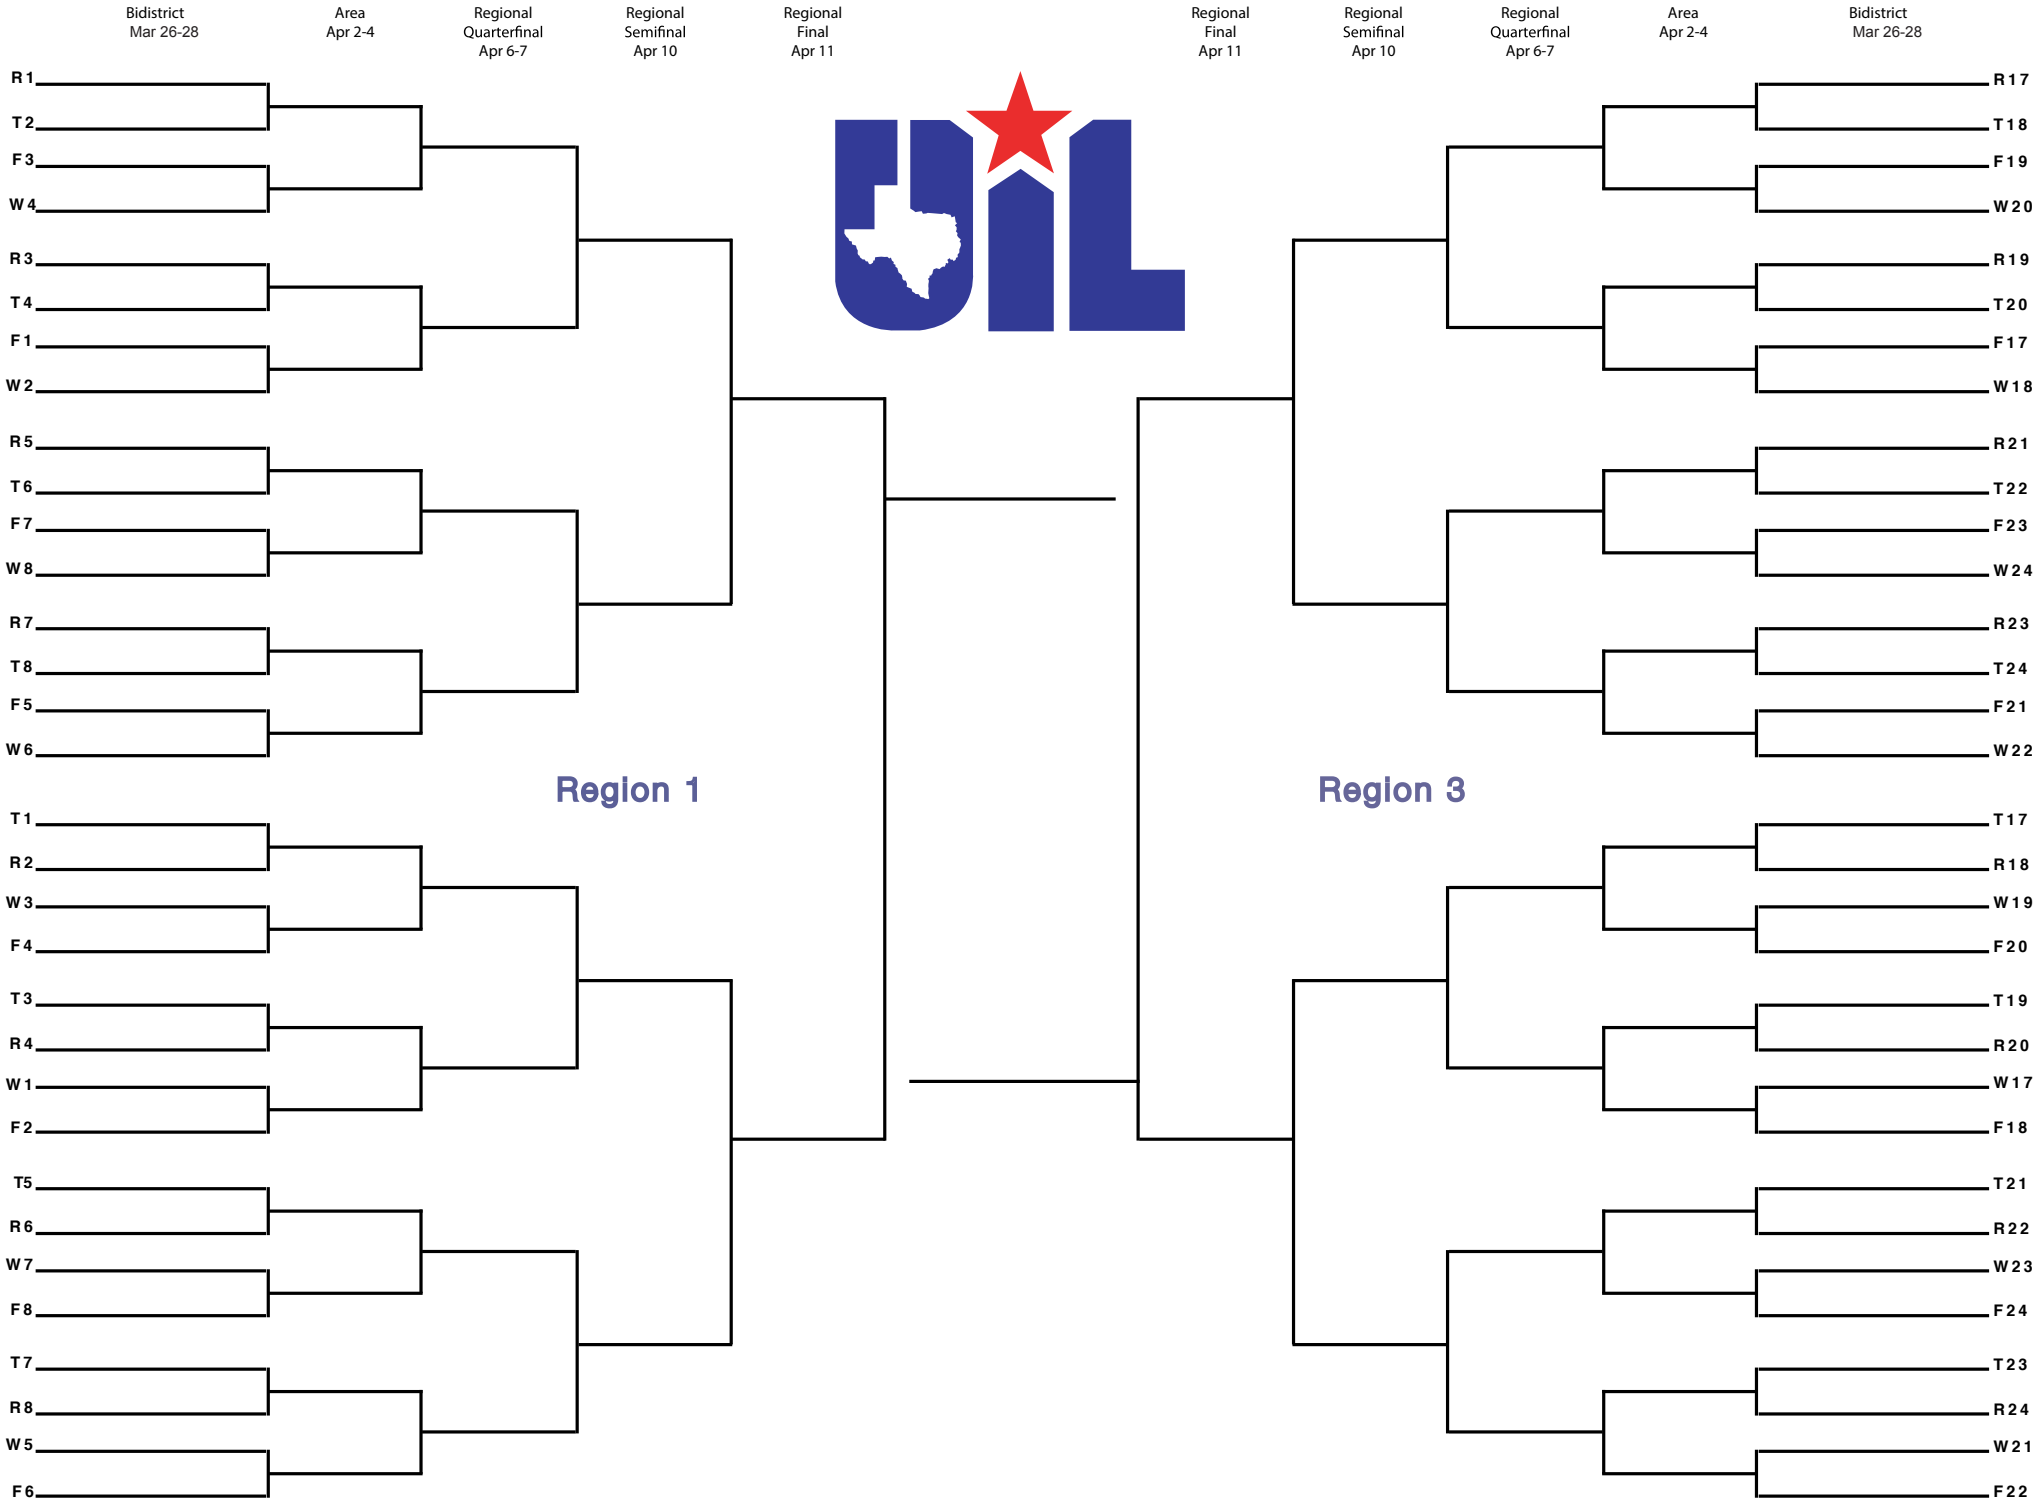 Bidistrict
Mar 26-28
Area
Apr 2-4
Regional
Quarterfinal
Apr 6-7
Regional
Semifinal
Apr 10
Regional
Final
Apr 11
Regional
Final
Apr 11
Regional
Semifinal
Apr 10
Regional
Quarterfinal
Apr 6-7
Area
Apr 2-4
Bidistrict
Mar 26-28
UIL
R1
T2
F3
W4
R3
T4
F1
W2
R5
T6
F7
W8
R7
T8
F5
W6
Region 1
T1
R2
W3
F4
T3
R4
W1
F2
T5
R6
W7
F8
T7
R8
W5
F6
R17
T18
F19
W20
R19
T20
F17
W18
R21
T22
F23
W24
R23
T24
F21
W22
Region 3
T17
R18
W19
F20
T19
R20
W17
F18
T21
R22
W23
F24
T23
R24
W21
F22